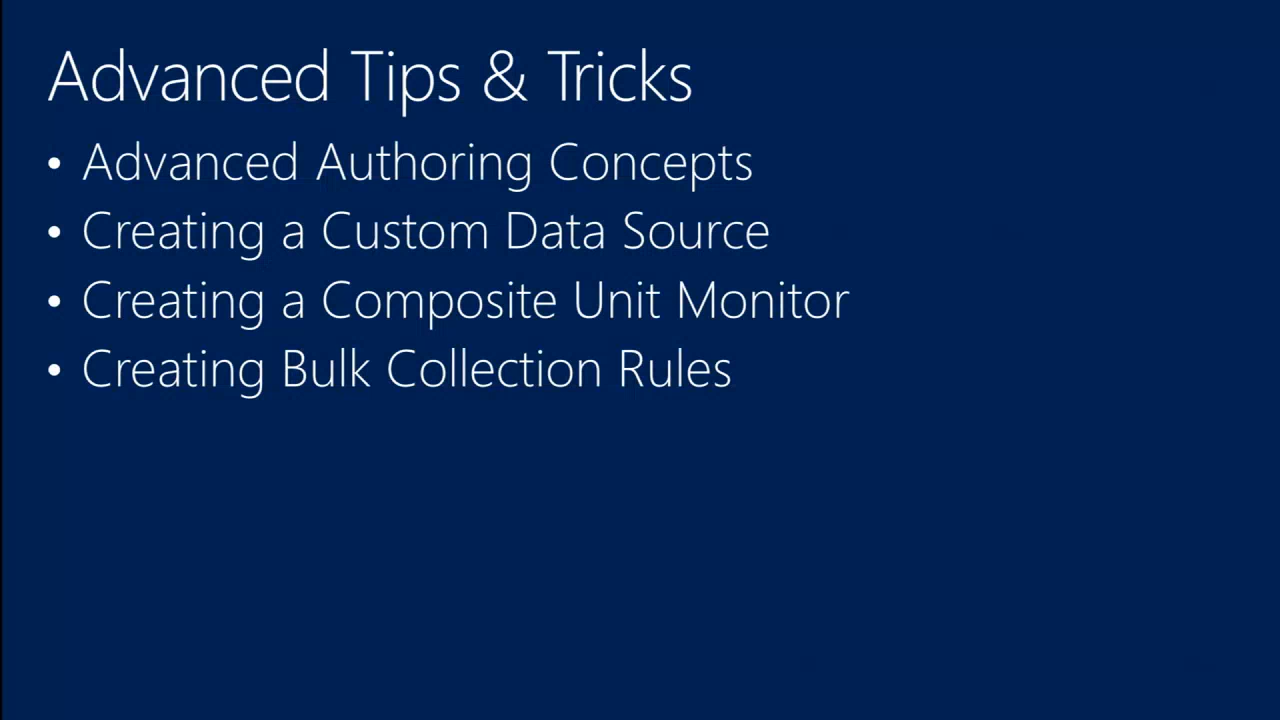 Advanced Tips & Tricks
• Advanced Authoring Concepts
• Creating a Custom Data Source
• Creating a Composite Unit Monitor
• Creating Bulk Collection Rules